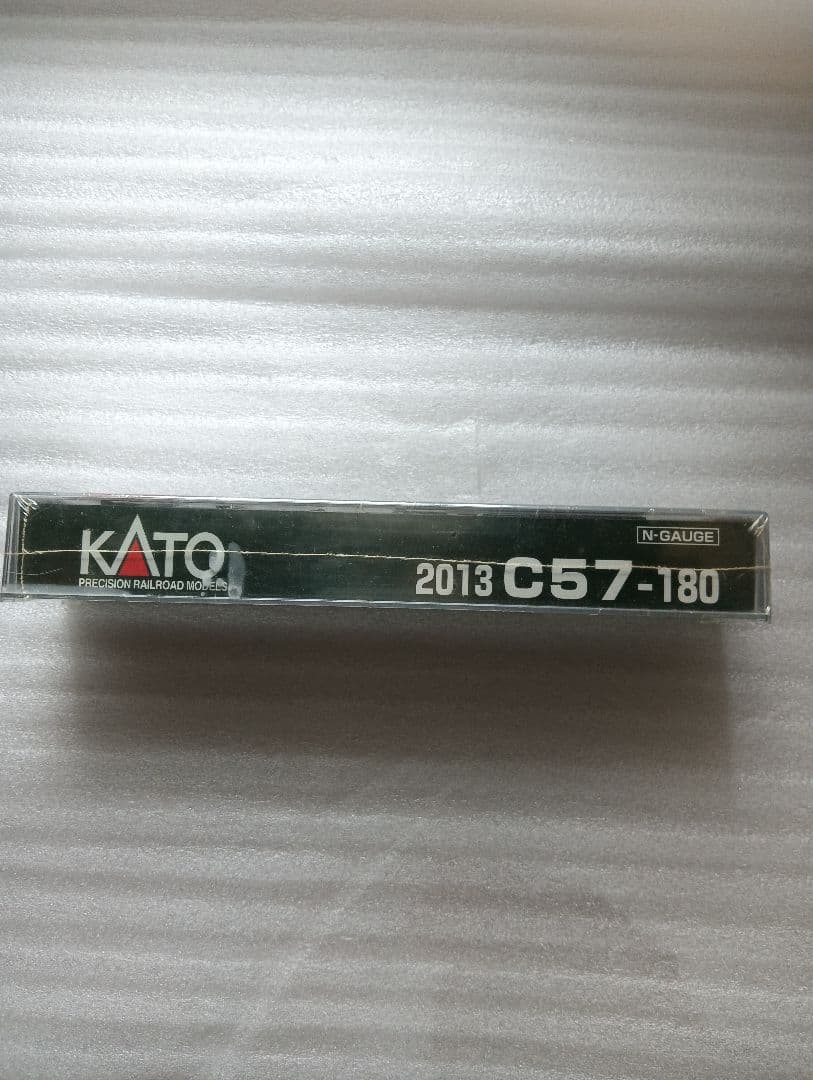 KATO
PRECISION RAILROAD MODELS
N-GAUGE
2013 C57-180